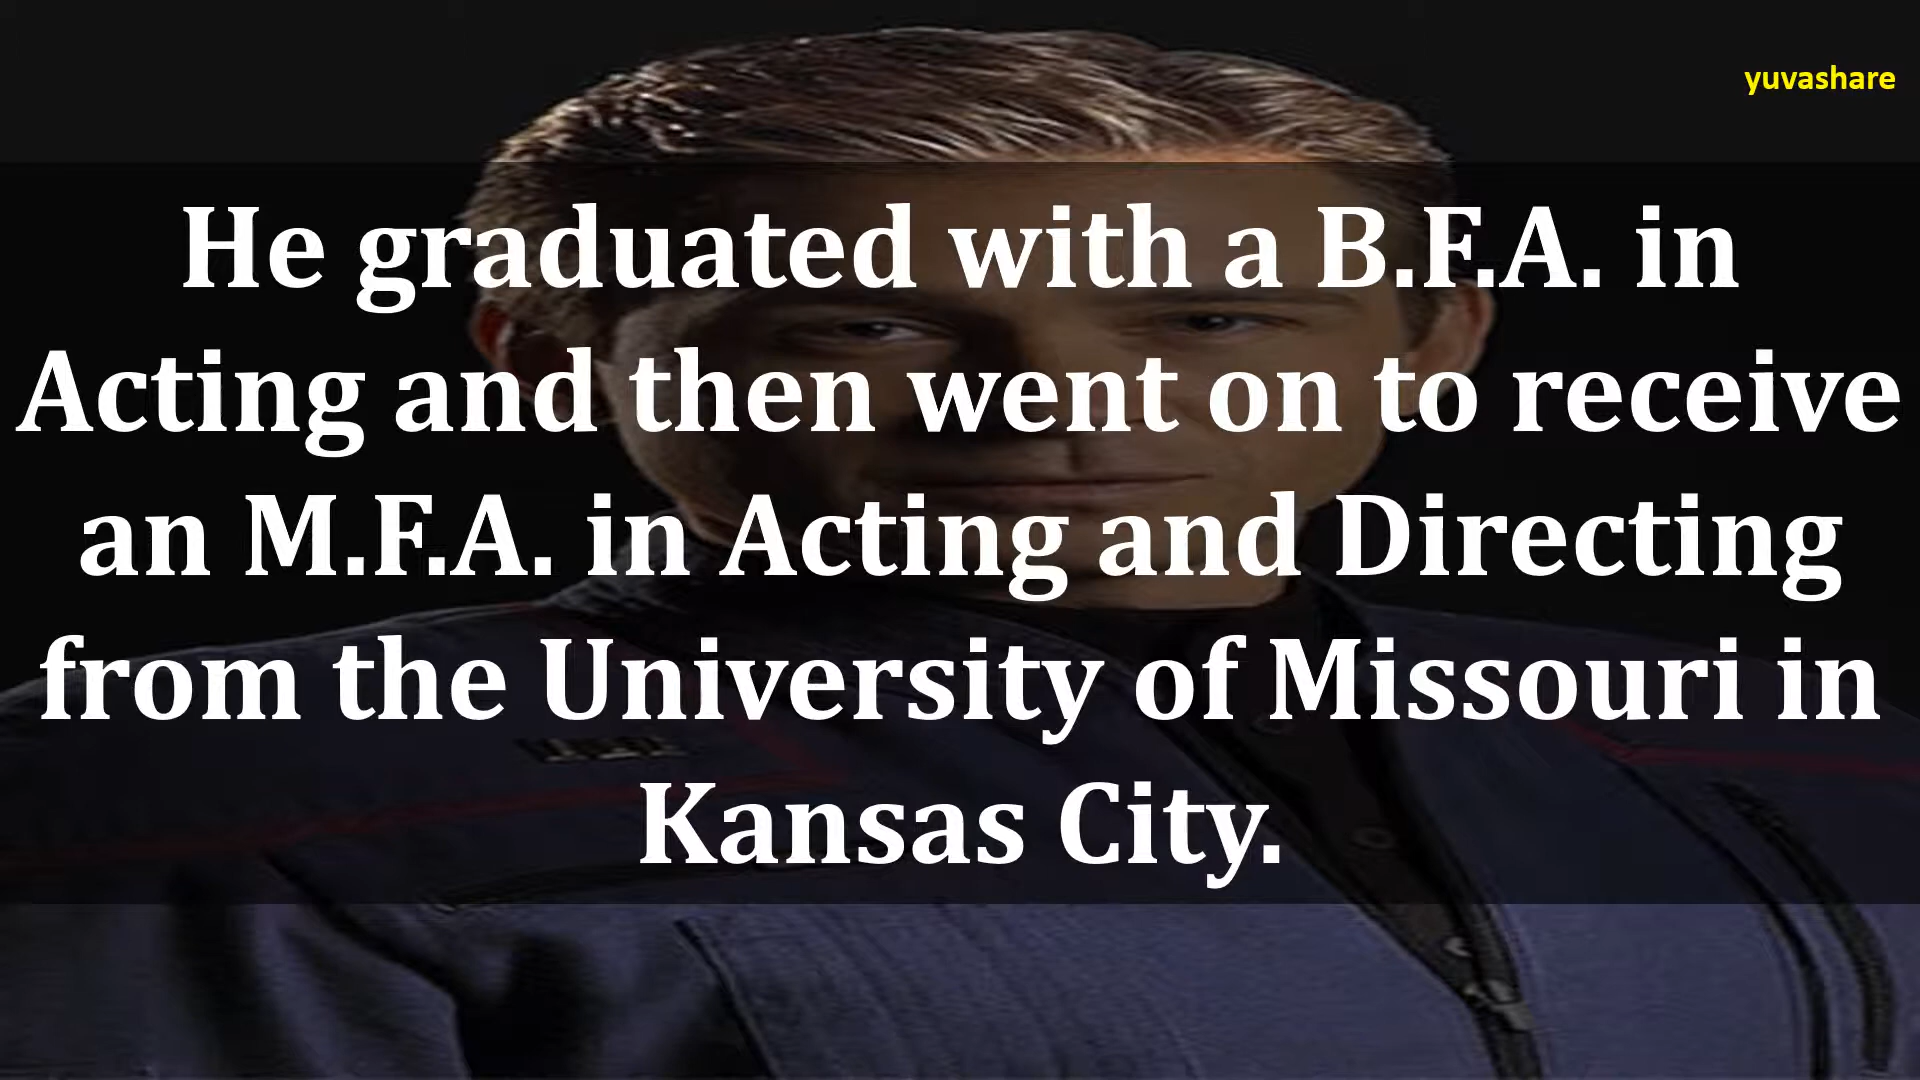 yuvashare
He graduated with a B.F.A. in
Acting and then went on to receive
an M.F.A. in Acting and Directing
from the University of Missouri in
Kansas City.